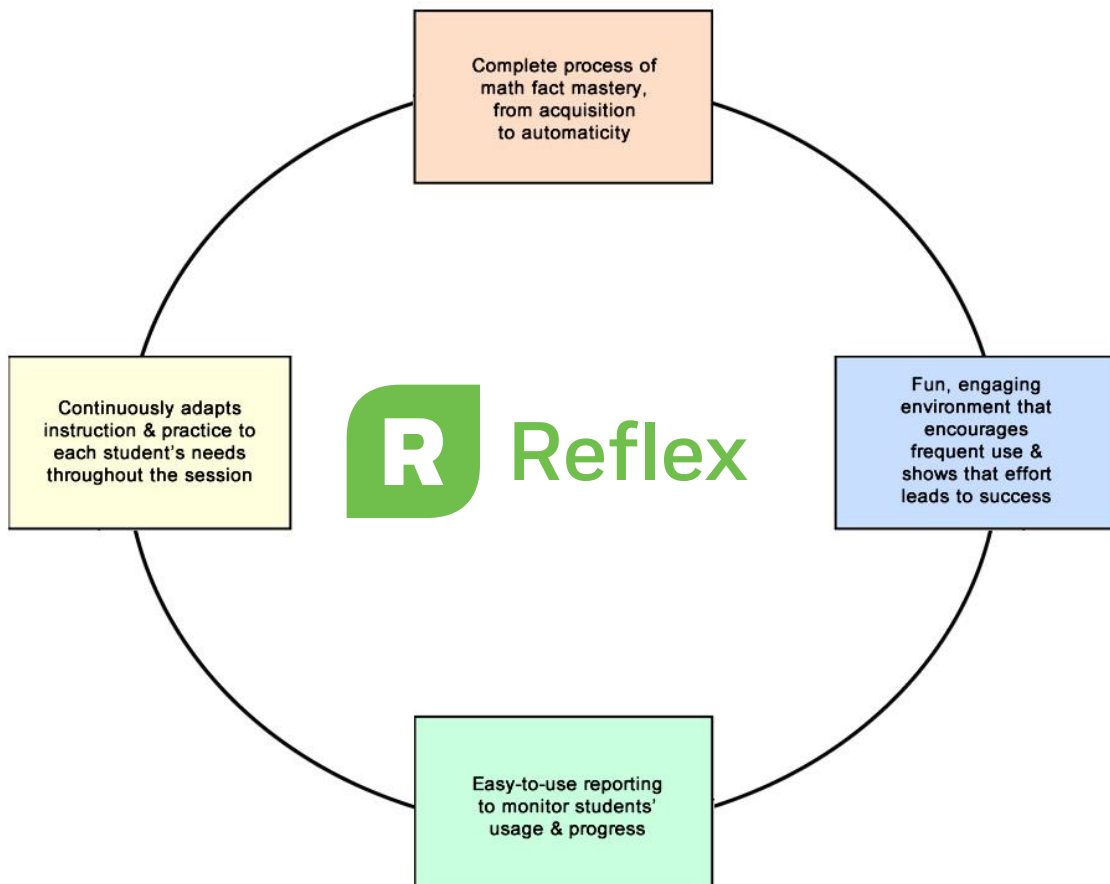 Complete process of
math fact mastery,
from acquisition
to automaticity
Continuously adapts
instruction & practice to
each student's needs
throughout the session
R Reflex
Fun, engaging
environment that
encourages
frequent use &
shows that effort
leads to success
Easy-to-use reporting
to monitor students'
usage & progress